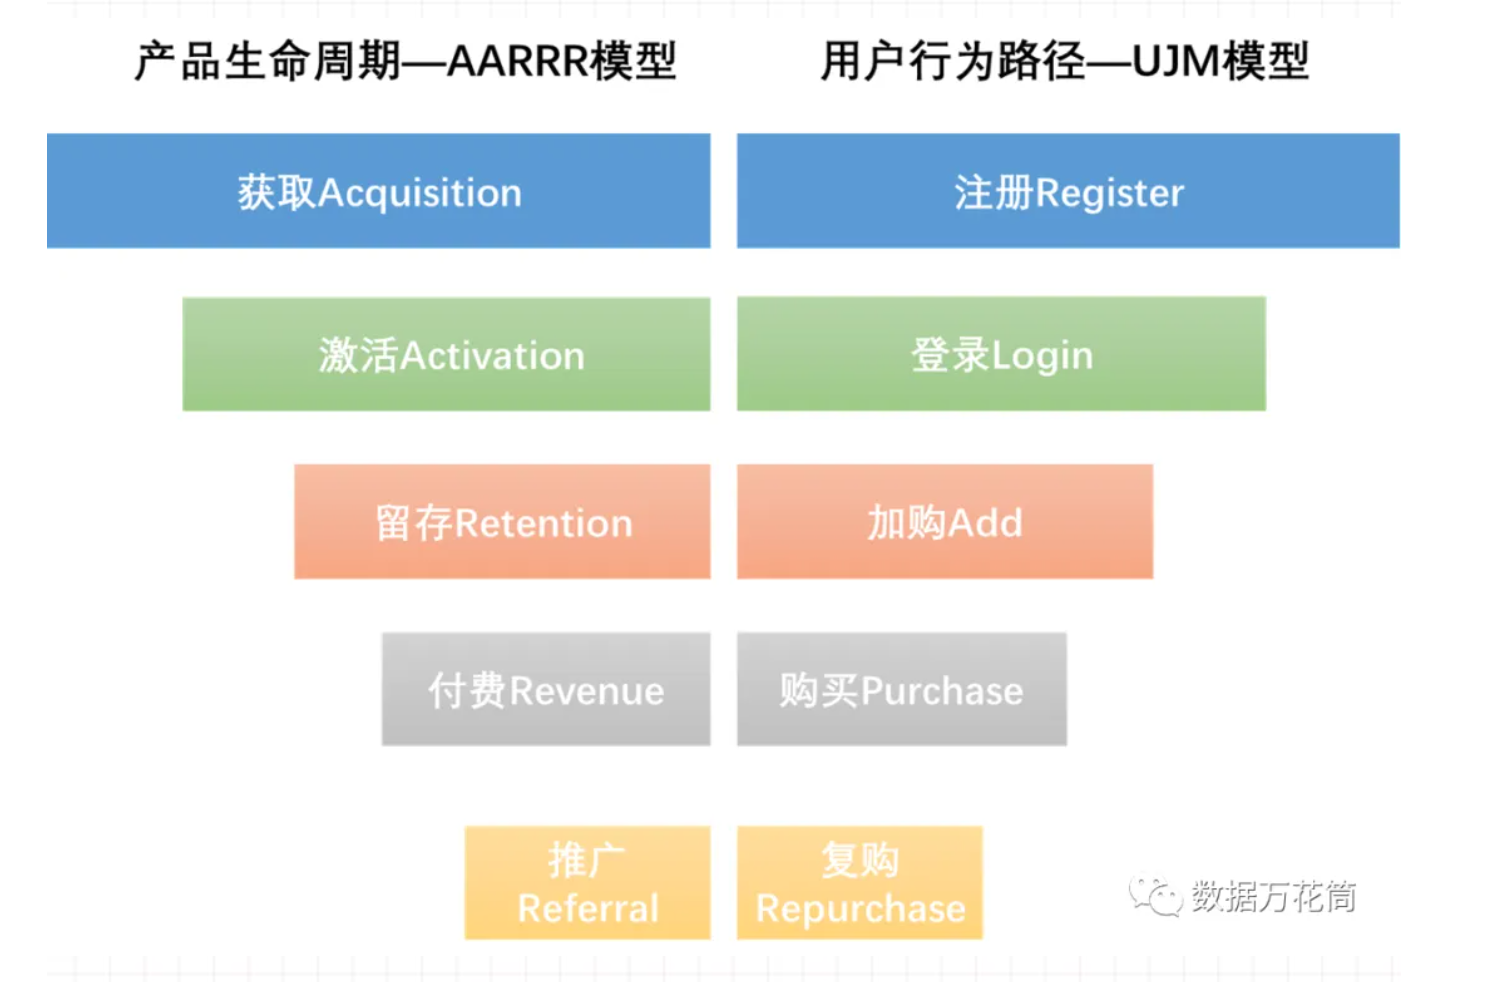 产品生命周期—AARRR模型
用户行为路径—UJM模型
获取Acquisition
注册Register
激活Activation
登录Login
留存Retention
加购Add
付费Revenue
购买Purchase
推广
Referral
复购
Repurchase
数据万花筒